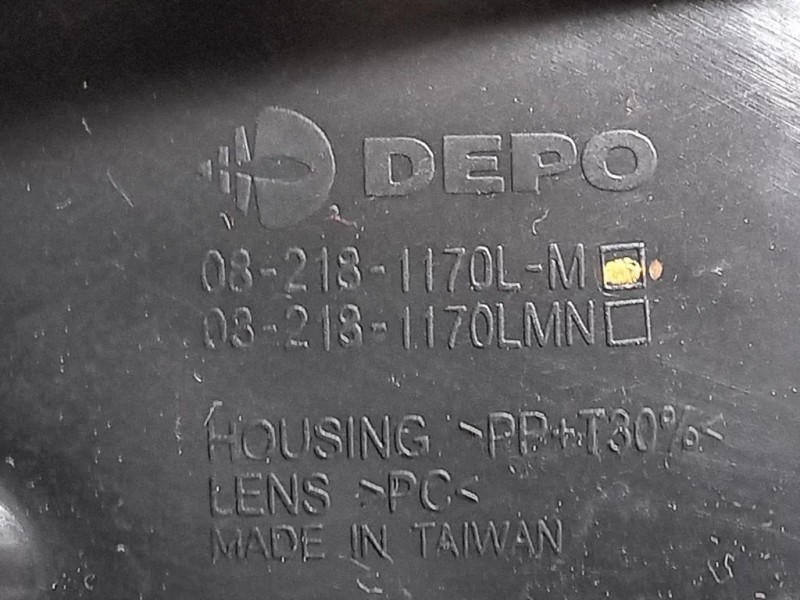 DEPO
08-218-1170L-M
08-218-1170LMN
HOUSING >PP+T30%<
LENS >PC<
MADE IN TAIWAN